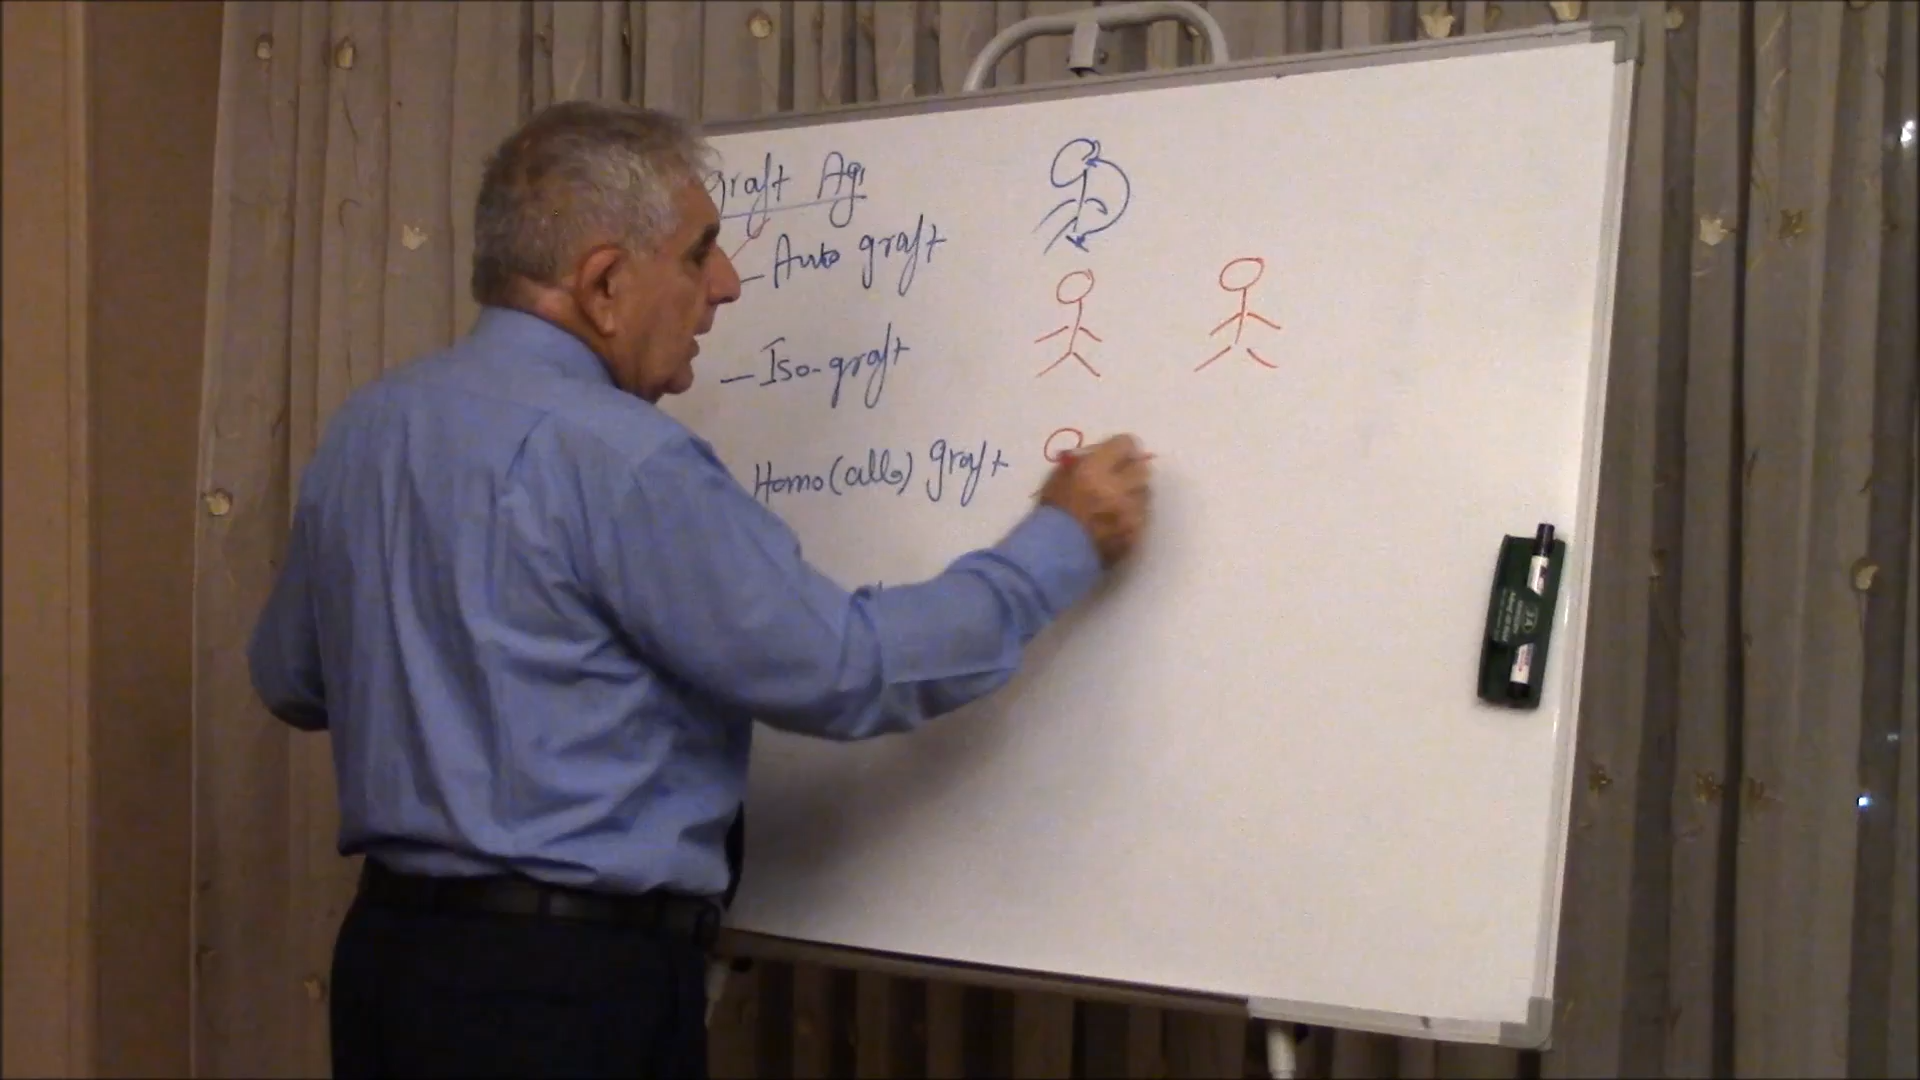 graft Ag
– Auto graft
– Iso-graft
Homo(allo) graft